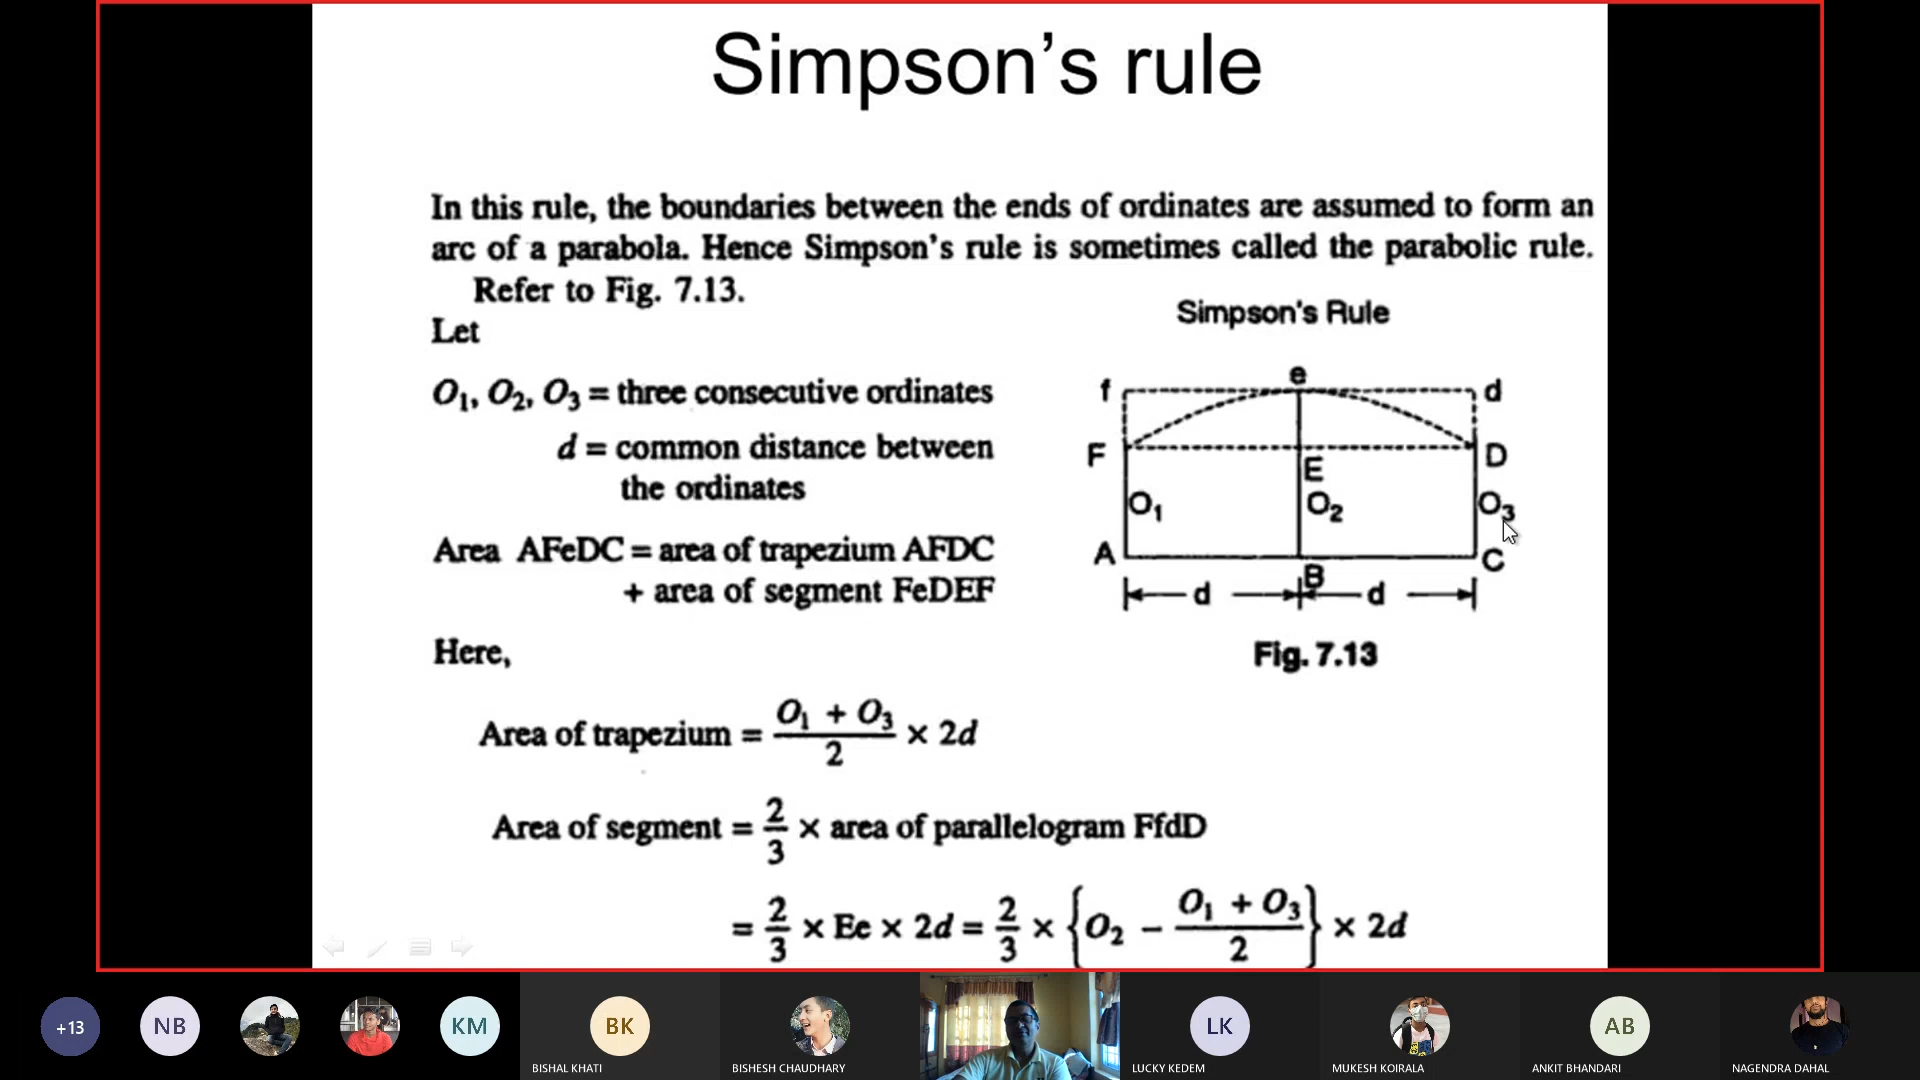 Simpson's rule
In this rule, the boundaries between the ends of ordinates are assumed to form an
arc of a parabola. Hence Simpson's rule is sometimes called the parabolic rule.
Refer to Fig. 7.13.
Let
O₁, O₂, O₃ = three consecutive ordinates
d = common distance between
the ordinates
Area AFeDC = area of trapezium AFDC
+ area of segment FeDEF
Here,
Simpson's Rule
f e d
F E D
O₁ O₂ O₃
A B C
d d
Fig. 7.13
Area of trapezium = (O₁ + O₃)/2 × 2d
Area of segment = 2/3 × area of parallelogram FfdD
= 2/3 × Ee × 2d = 2/3 × {O₂ − (O₁ + O₃)/2} × 2d
+13 NB KM BK LK AB
BISHAL KHATI BISHESH CHAUDHARY LUCKY KEDEM MUKESH KOIRALA ANKIT BHANDARI NAGENDRA DAHAL